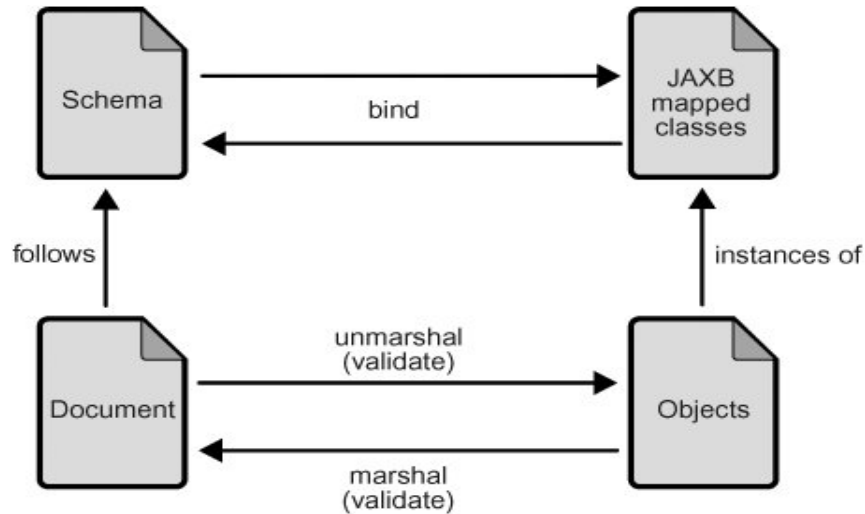 Schema
JAXB
mapped
classes
bind
follows
instances of
unmarshal
(validate)
Document
Objects
marshal
(validate)